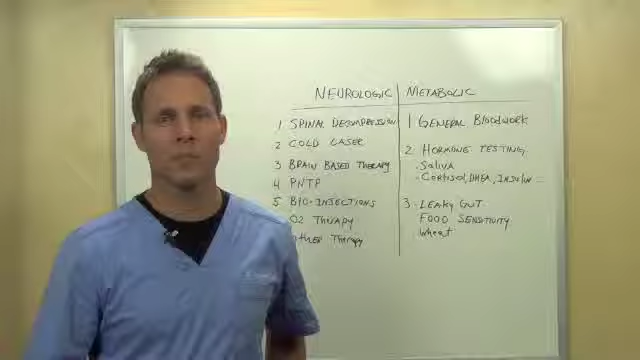 NEUROLOGIC
1 SPINAL DECOMPRESSION
2 COLD LASER
3 BRAIN BASED THERAPY
4 PNTP
5 BIO-INJECTIONS
O2 THERAPY
OTHER THERAPY
METABOLIC
1 GENERAL BLOODWORK
2. HORMONE TESTING
- SALIVA
- CORTISOL, DHEA, INSULIN
3. LEAKY GUT
FOOD SENSITIVITY
WHEAT